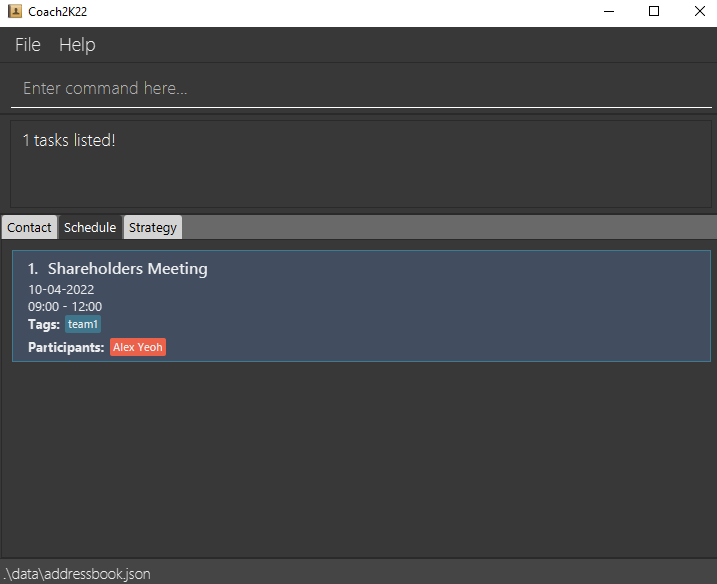 Coach2K22
File Help
Enter command here...
1 tasks listed!
Contact Schedule Strategy
1. Shareholders Meeting
10-04-2022
09:00 - 12:00
Tags: team1
Participants: Alex Yeoh
.\data\addressbook.json